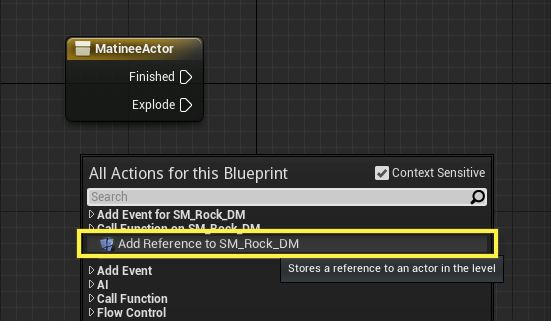 MatineeActor
Finished
Explode
All Actions for this Blueprint
Context Sensitive
Search
Add Event for SM_Rock_DM
Call Function on SM_Rock_DM
Add Reference to SM_Rock_DM
Stores a reference to an actor in the level
Add Event
AI
Call Function
Flow Control